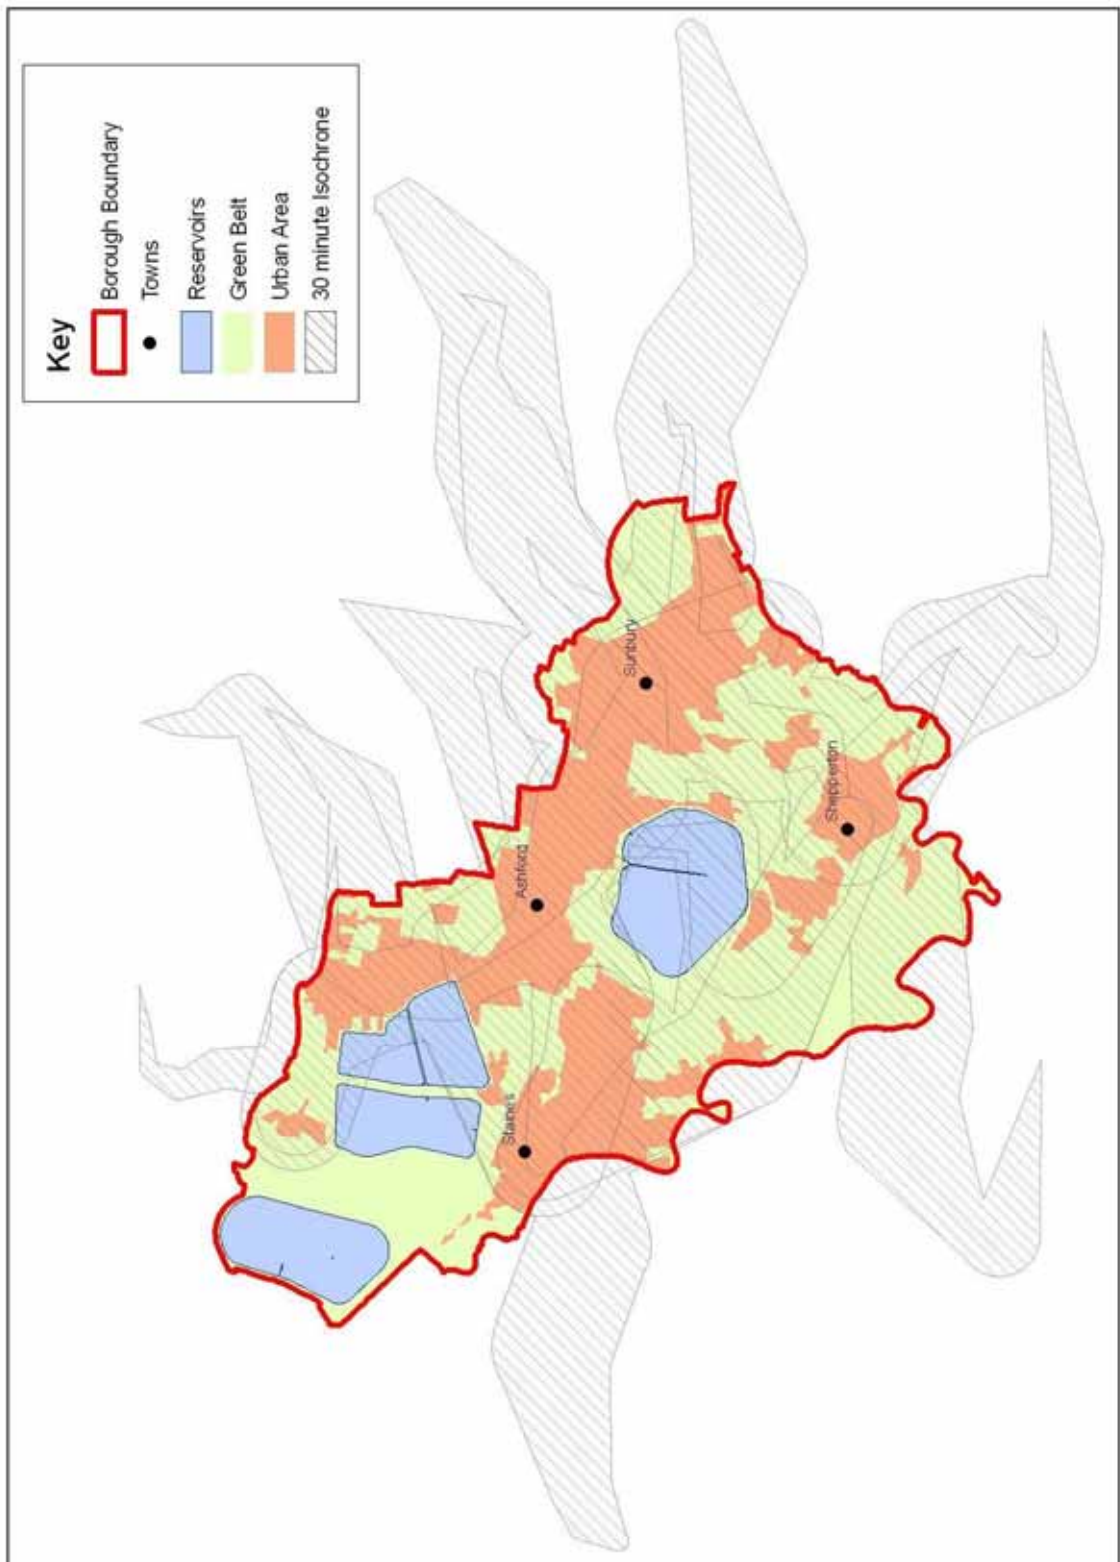 Key
Borough Boundary
Towns
Reservoirs
Green Belt
Urban Area
30 minute Isochrone
Staines
Ashford
Sunbury
Shepperton